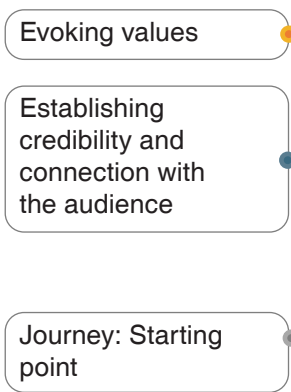 Evoking values
Establishing
credibility and
connection with
the audience
Journey: Starting
point